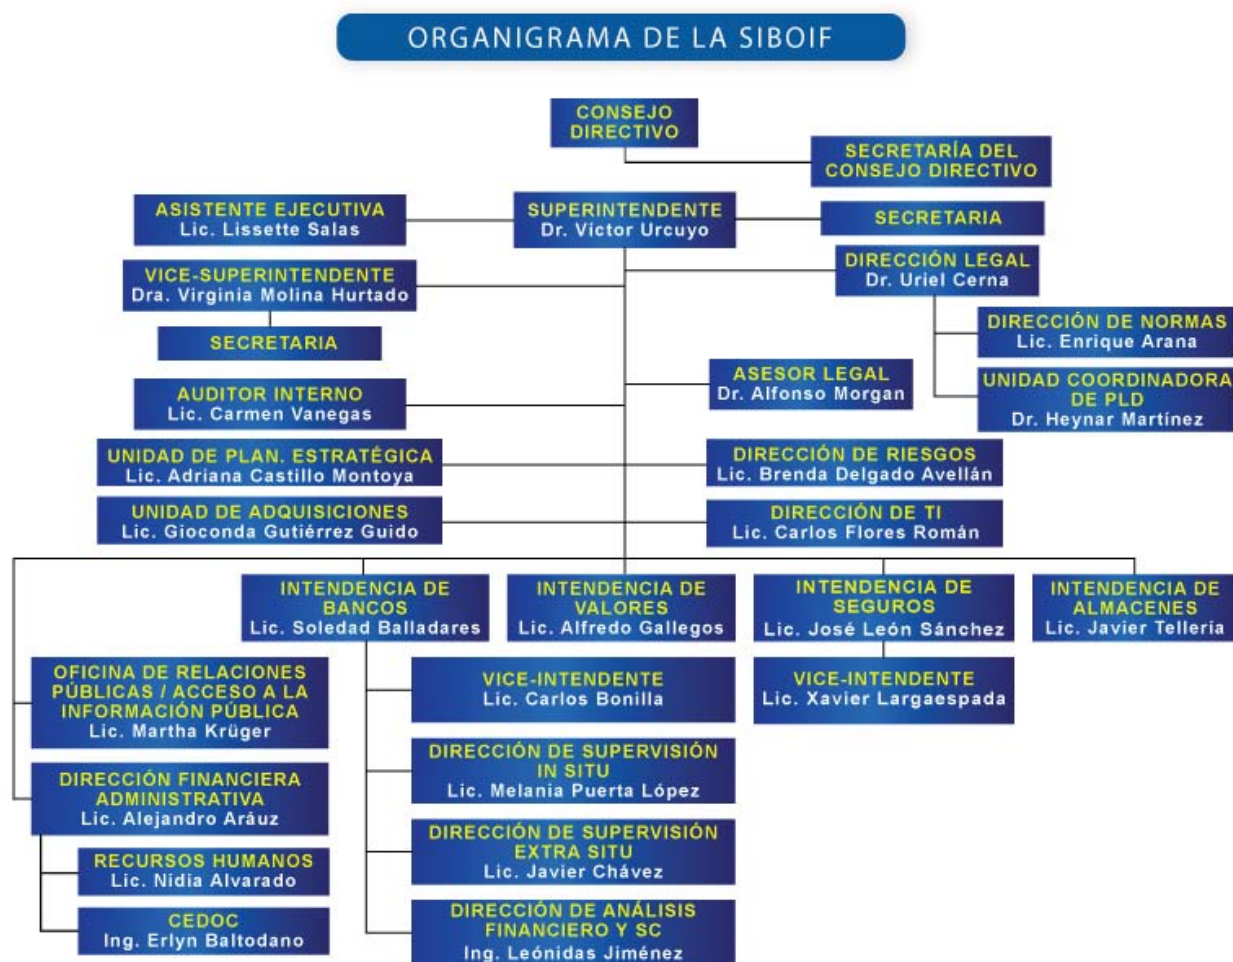 ORGANIGRAMA DE LA SIBOIF
CONSEJO
DIRECTIVO
SECRETARÍA DEL
CONSEJO DIRECTIVO
ASISTENTE EJECUTIVA
Lic. Lissette Salas
SUPERINTENDENTE
Dr. Victor Urcuyo
SECRETARIA
VICE-SUPERINTENDENTE
Dra. Virginia Molina Hurtado
SECRETARIA
DIRECCIÓN LEGAL
Dr. Uriel Cerna
DIRECCIÓN DE NORMAS
Lic. Enrique Arana
UNIDAD COORDINADORA
DE PLD
Dr. Heynar Martínez
ASESOR LEGAL
Dr. Alfonso Morgan
AUDITOR INTERNO
Lic. Carmen Vanegas
UNIDAD DE PLAN. ESTRATÉGICA
Lic. Adriana Castillo Montoya
DIRECCIÓN DE RIESGOS
Lic. Brenda Delgado Avellán
UNIDAD DE ADQUISICIONES
Lic. Gioconda Gutiérrez Guido
DIRECCIÓN DE TI
Lic. Carlos Flores Román
INTENDENCIA DE
BANCOS
Lic. Soledad Balladares
INTENDENCIA DE
VALORES
Lic. Alfredo Gallegos
INTENDENCIA DE
SEGUROS
Lic. José León Sánchez
INTENDENCIA DE
ALMACENES
Lic. Javier Tellería
OFICINA DE RELACIONES
PÚBLICAS / ACCESO A LA
INFORMACIÓN PÚBLICA
Lic. Martha Krüger
VICE-INTENDENTE
Lic. Carlos Bonilla
VICE-INTENDENTE
Lic. Xavier Largaespada
DIRECCIÓN DE SUPERVISIÓN
IN SITU
Lic. Melania Puerta López
DIRECCIÓN FINANCIERA
ADMINISTRATIVA
Lic. Alejandro Aráuz
DIRECCIÓN DE SUPERVISIÓN
EXTRA SITU
Lic. Javier Chávez
RECURSOS HUMANOS
Lic. Nidia Alvarado
CEDOC
Ing. Erlyn Baltodano
DIRECCIÓN DE ANÁLISIS
FINANCIERO Y SC
Ing. Leónidas Jiménez